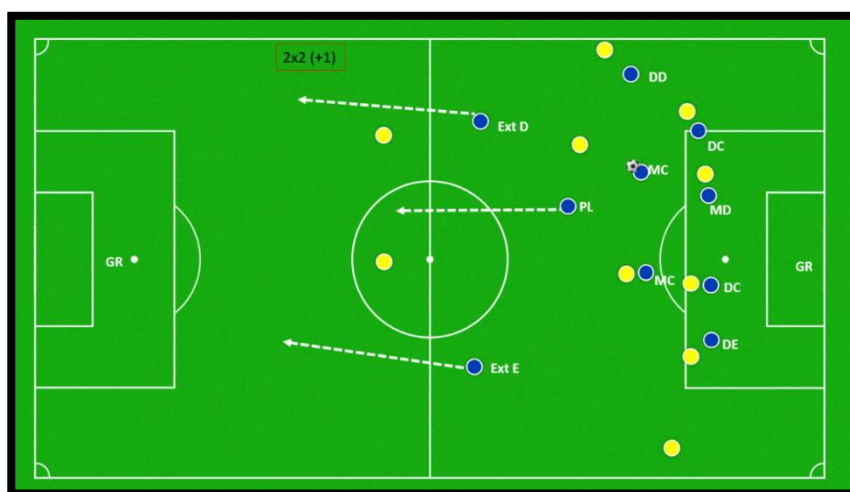 2x2 (+1)
DD
Ext D
DC
MC
PL
MD
GR
GR
MC
DC
DE
Ext E